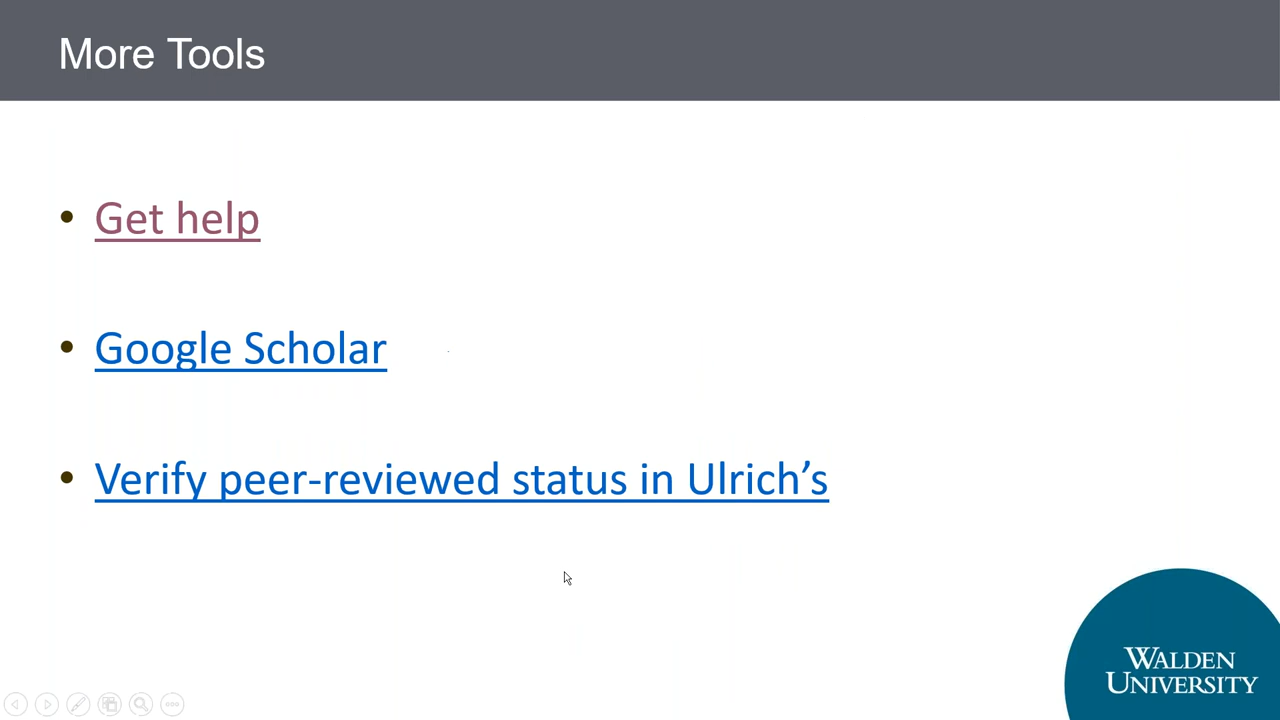 More Tools
• Get help
• Google Scholar
• Verify peer-reviewed status in Ulrich’s
WALDEN
UNIVERSITY